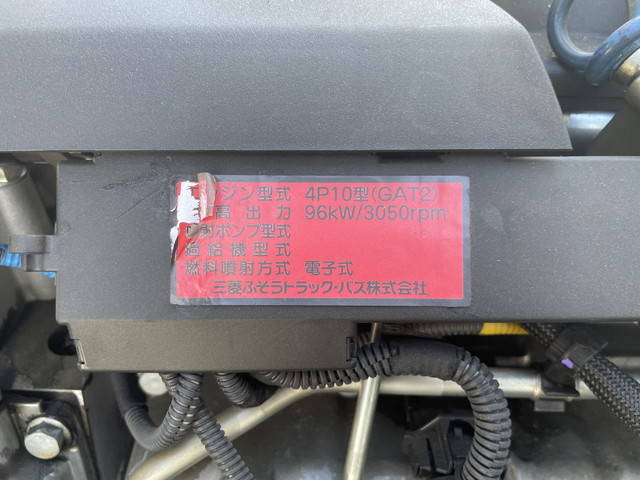 ジン型式 4P10型(GAT2)
高出力 96kW/3050rpm
射ポンプ型式
過給機型式
燃料噴射方式 電子式
三菱ふそうトラック・バス株式会社